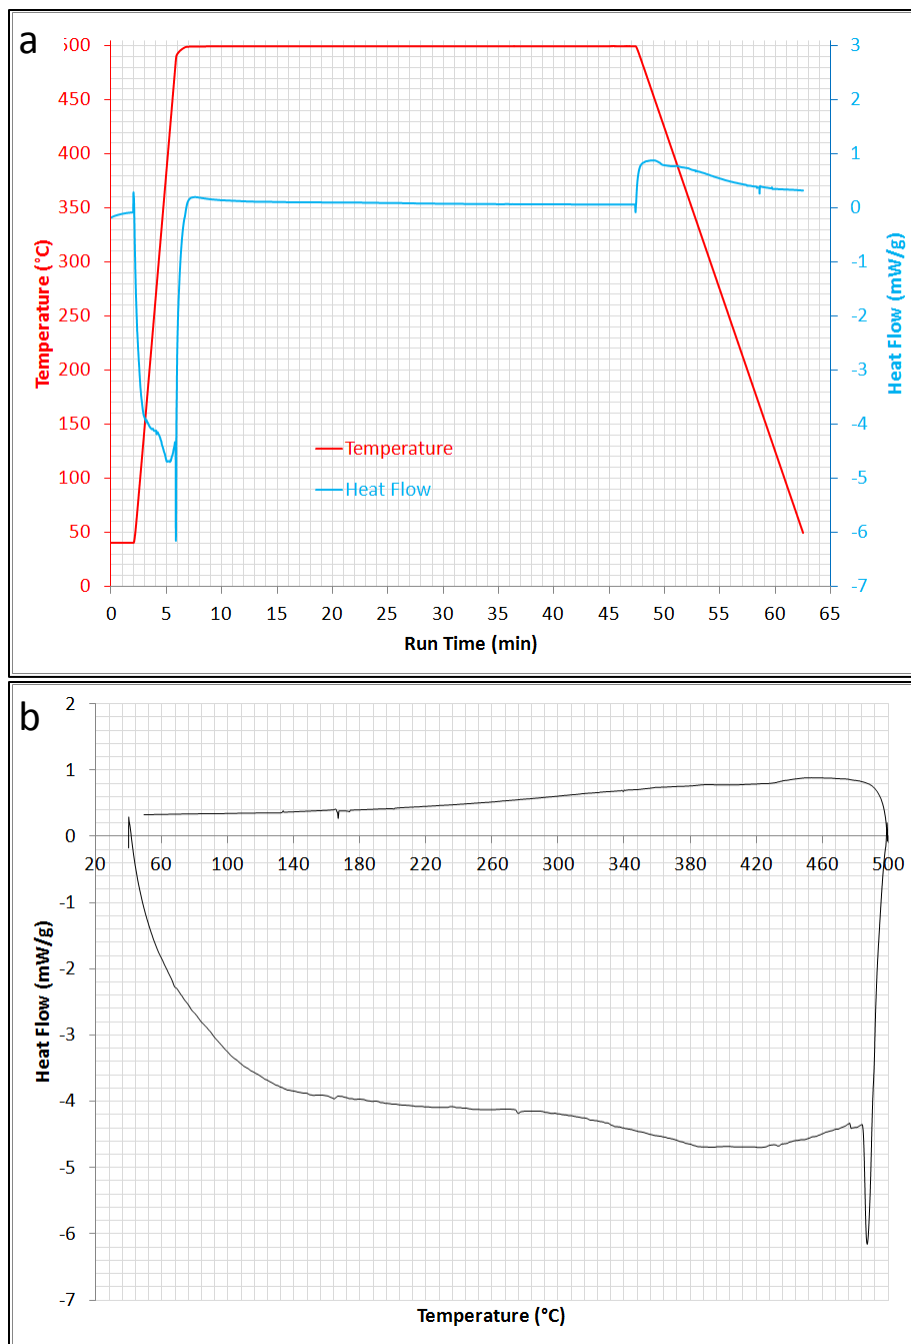 a
500
450
400
350
300
250
200
150
100
50
0
Temperature (°C)
3
2
1
0
-1
-2
-3
-4
-5
-6
-7
Heat Flow (mW/g)
Temperature
Heat Flow
0 5 10 15 20 25 30 35 40 45 50 55 60 65
Run Time (min)
b
2
1
0
-1
-2
-3
-4
-5
-6
-7
Heat Flow (mW/g)
20 60 100 140 180 220 260 300 340 380 420 460 500
Temperature (°C)